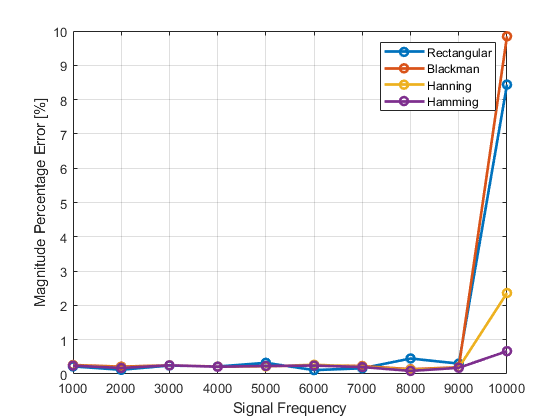 10
9
8
7
6
5
4
3
2
1
0
Magnitude Percentage Error [%]
Rectangular
Blackman
Hanning
Hamming
1000 2000 3000 4000 5000 6000 7000 8000 9000 10000
Signal Frequency